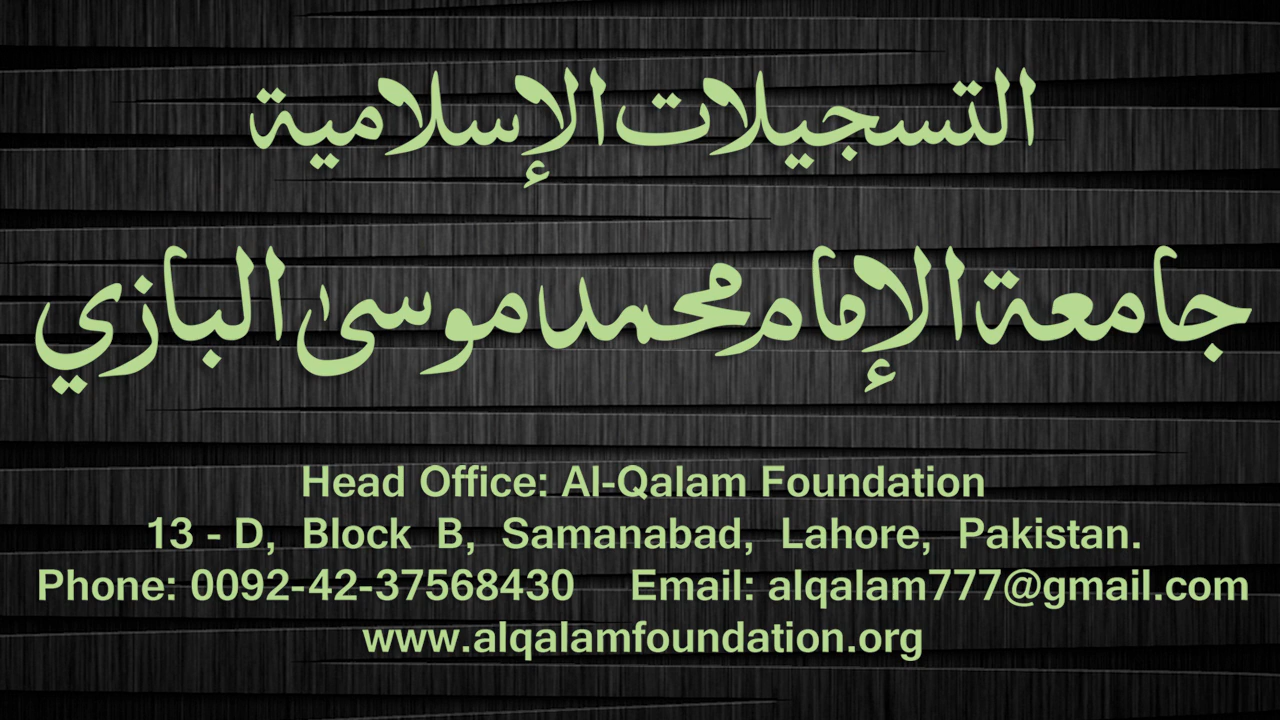 التسجيلات الإسلامية
جامعة الإمام محمد موسىٰ البازي
Head Office: Al-Qalam Foundation
13 - D, Block B, Samanabad, Lahore, Pakistan.
Phone: 0092-42-37568430 Email: alqalam777@gmail.com
www.alqalamfoundation.org